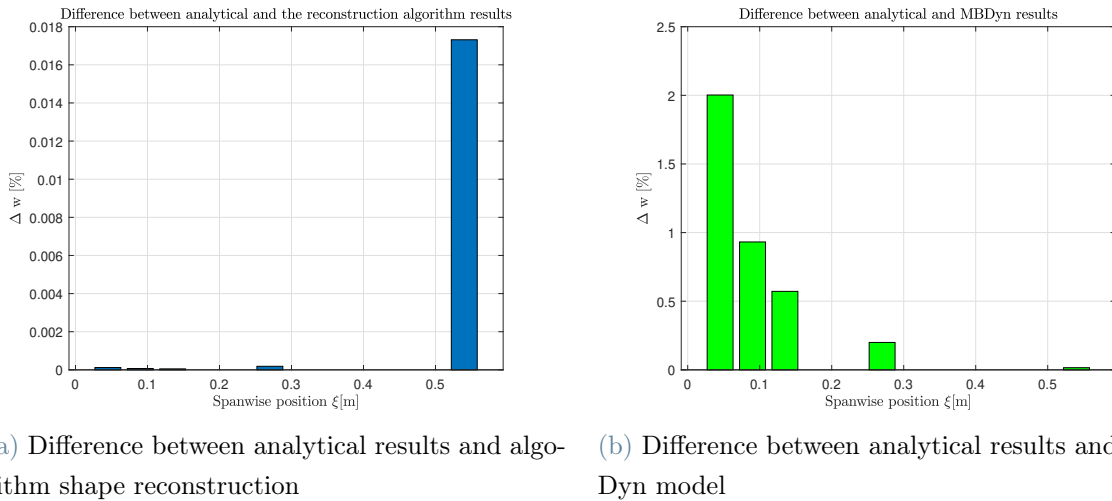 Difference between analytical and the reconstruction algorithm results
0.018
0.016
0.014
0.012
0.01
0.008
0.006
0.004
0.002
0
Δ w [%]
0 0.1 0.2 0.3 0.4 0.5
Spanwise position ξ[m]
a) Difference between analytical results and algo-
ithm shape reconstruction
Difference between analytical and MBDyn results
2.5
2
1.5
1
0.5
0
Δ w [%]
0 0.1 0.2 0.3 0.4 0.5
Spanwise position ξ[m]
(b) Difference between analytical results and
Dyn model